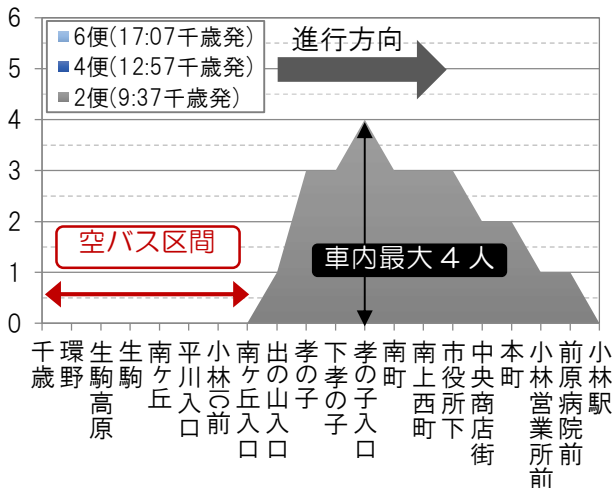 6
5
4
3
2
1
0
6便(17:07千歳発)
4便(12:57千歳発)
2便(9:37千歳発)
進行方向
空バス区間
車内最大4人
千歳
環野
生駒高原
生駒
南ヶ丘
平川入口
小林IC前
南ヶ丘入口
出の山入口
孝の子
下孝の子
孝の子入口
南町
南上西町
市役所下
中央商店街
本町
小林営業所前
前原病院前
小林駅